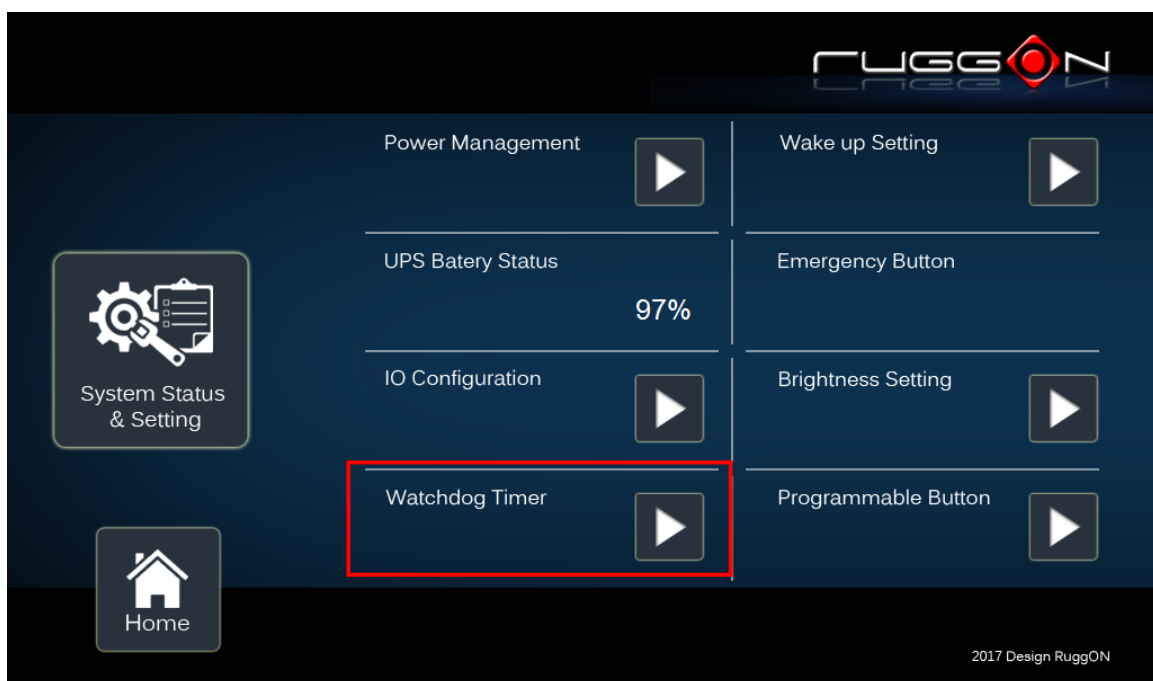 ruggON
Power Management
Wake up Setting
UPS Batery Status
97%
Emergency Button
System Status
& Setting
IO Configuration
Brightness Setting
Watchdog Timer
Programmable Button
Home
2017 Design RuggON